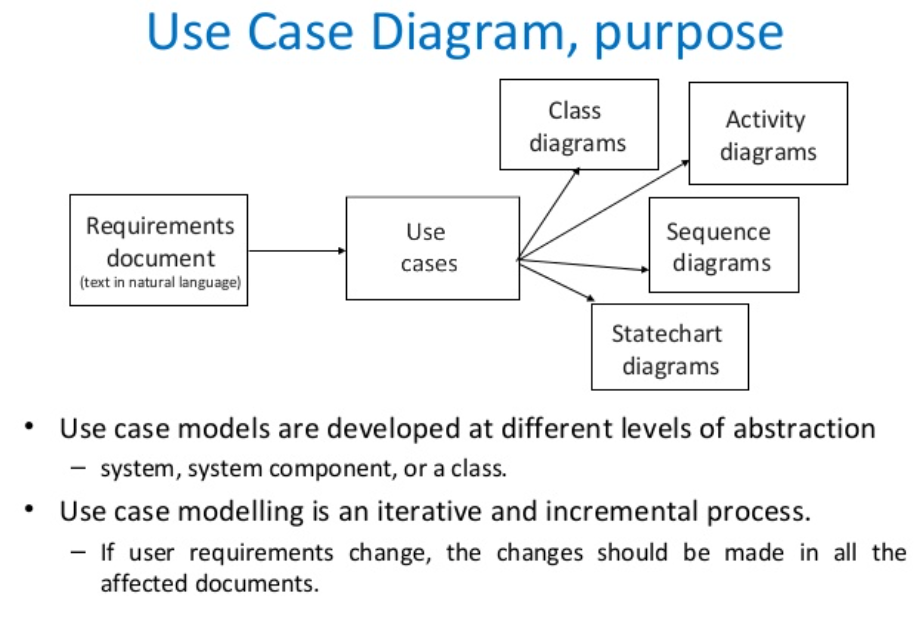 Use Case Diagram, purpose
Class
diagrams
Activity
diagrams
Requirements
document
(text in natural language)
Use
cases
Sequence
diagrams
Statechart
diagrams
• Use case models are developed at different levels of abstraction
– system, system component, or a class.
• Use case modelling is an iterative and incremental process.
– If user requirements change, the changes should be made in all the
affected documents.